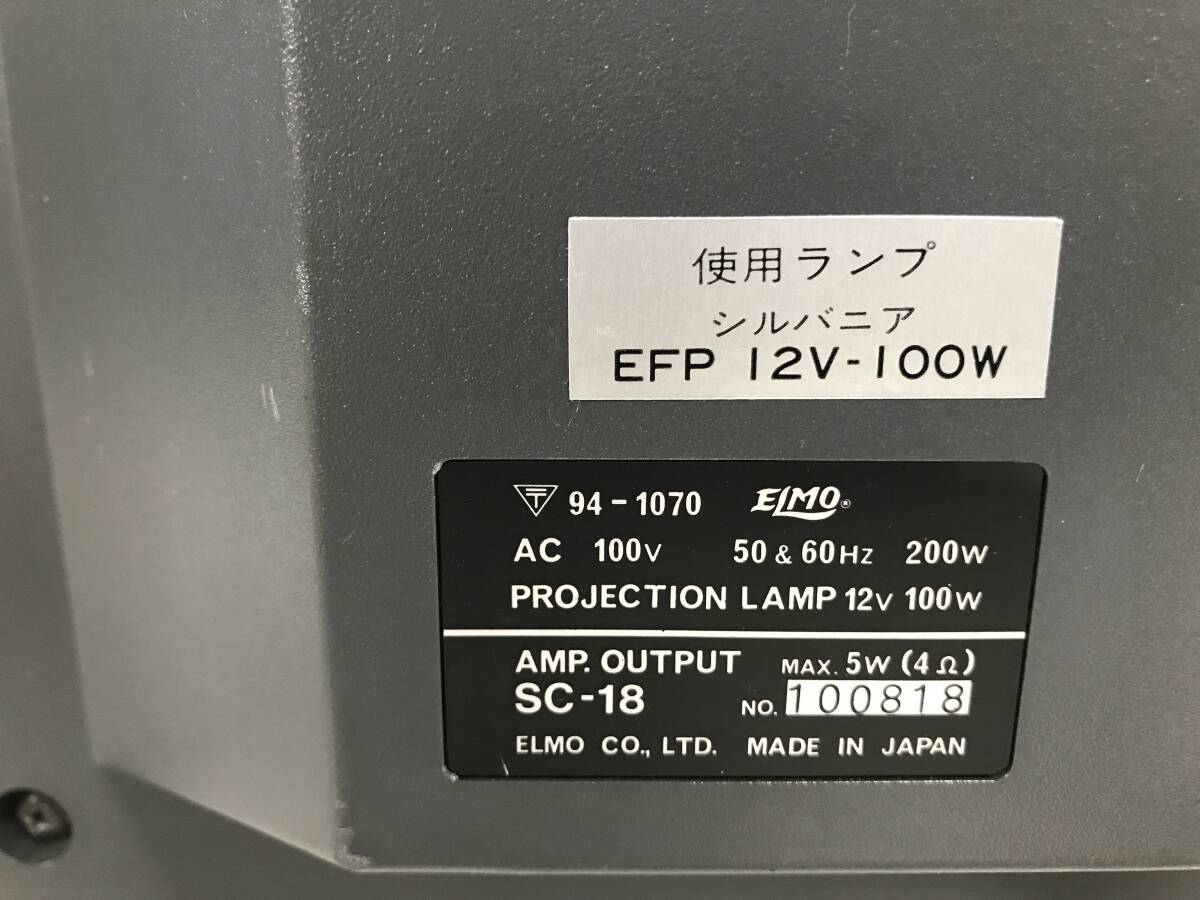 使用ランプ
シルバニア
EFP 12V-100W
〒 94-1070 ELMO ®
AC 100V 50 & 60Hz 200W
PROJECTION LAMP 12V 100W
AMP. OUTPUT MAX. 5W (4Ω)
SC-18 NO. 100818
ELMO CO., LTD. MADE IN JAPAN